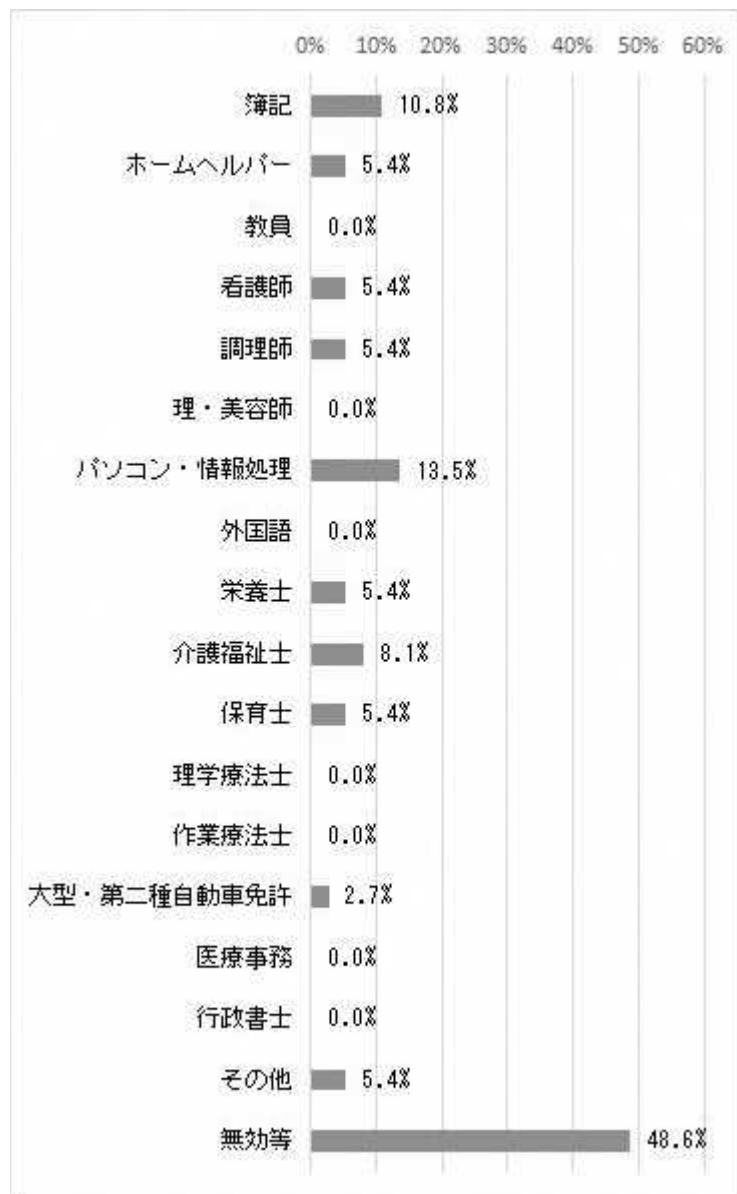 0% 10% 20% 30% 40% 50% 60%
簿記 10.8%
ホームヘルパー 5.4%
教員 0.0%
看護師 5.4%
調理師 5.4%
理・美容師 0.0%
パソコン・情報処理 13.5%
外国語 0.0%
栄養士 5.4%
介護福祉士 8.1%
保育士 5.4%
理学療法士 0.0%
作業療法士 0.0%
大型・第二種自動車免許 2.7%
医療事務 0.0%
行政書士 0.0%
その他 5.4%
無効等 48.6%